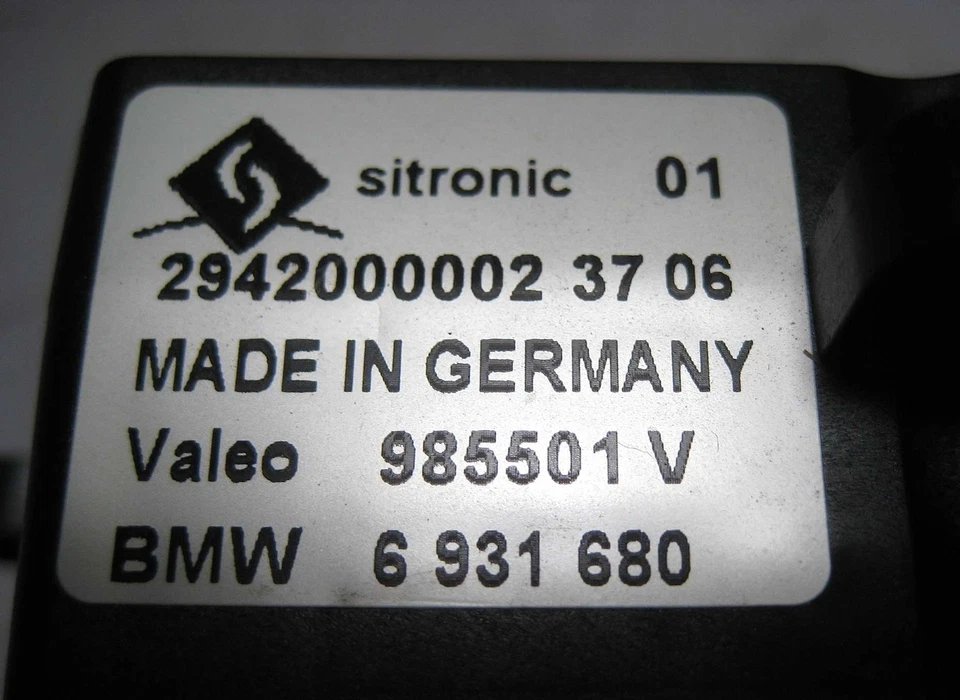 sitronic 01
2942000002 37 06
MADE IN GERMANY
Valeo 985501 V
BMW 6 931 680